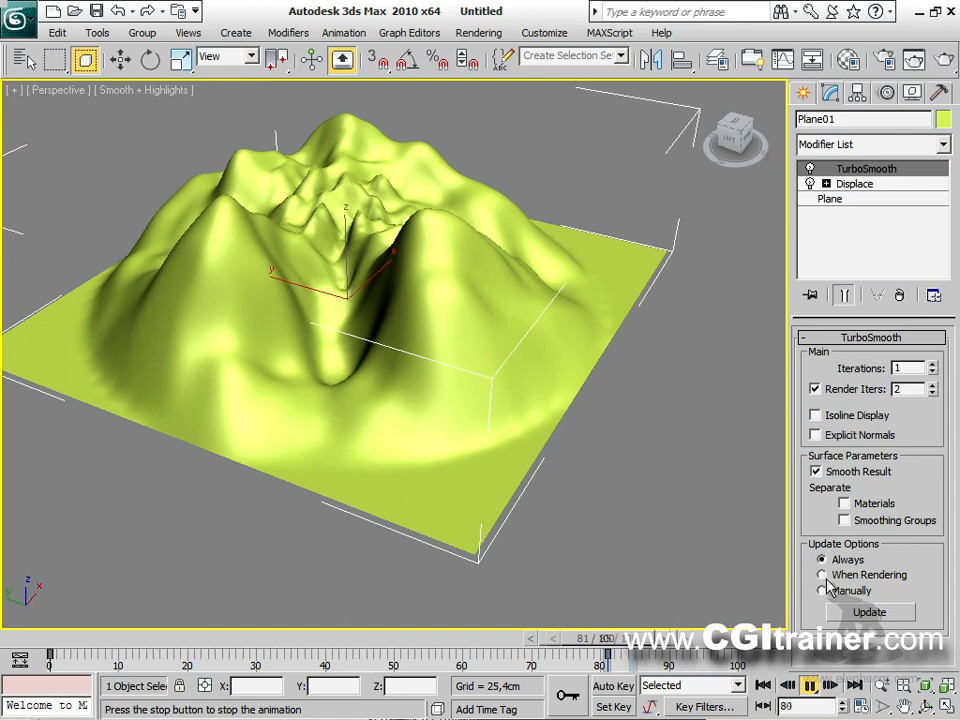 Autodesk 3ds Max 2010 x64 Untitled
Type a keyword or phrase
Edit Tools Group Views Create Modifiers Animation Graph Editors Rendering Customize MAXScript Help
View
Create Selection Se
[ + ] [ Perspective ] [ Smooth + Highlights ]
LEFT
Plane01
Modifier List
TurboSmooth
Displace
Plane
TurboSmooth
Main
Iterations: 1
Render Iters: 2
Isoline Display
Explicit Normals
Surface Parameters
Smooth Result
Separate
Materials
Smoothing Groups
Update Options
Always
When Rendering
Manually
Update
z
x
y
z
x
y
www.CGItrainer.com
0 10 20 30 40 50 60 70 80 90 100
1 Object Selec
X: Y: Z:
Grid = 25,4cm
Auto Key
Selected
Welcome to M
Press the stop button to stop the animation
Add Time Tag
Set Key
Key Filters...
80